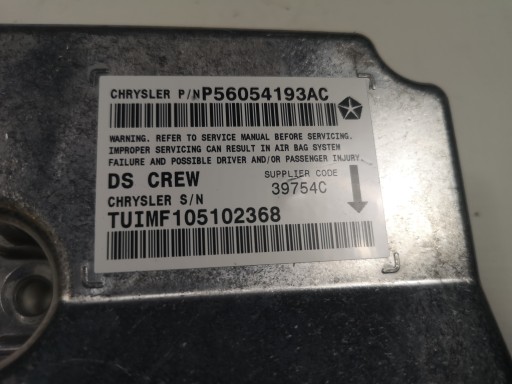 CHRYSLER P/N P56054193AC
WARNING. REFER TO SERVICE MANUAL BEFORE SERVICING.
IMPROPER SERVICING CAN RESULT IN AIR BAG SYSTEM
FAILURE AND POSSIBLE DRIVER AND/OR PASSENGER INJURY.
DS CREW
SUPPLIER CODE
39754C
CHRYSLER S/N
TUIMF105102368